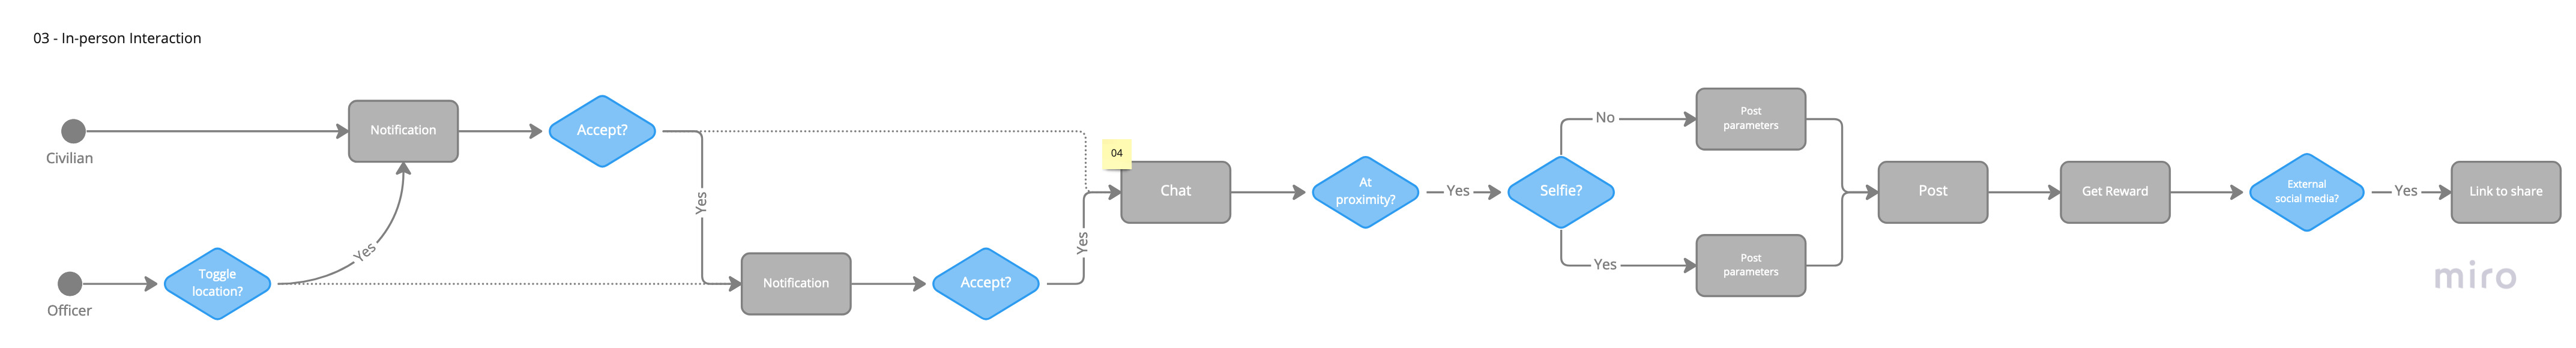 03 - In-person Interaction
Civilian
Notification
Accept?
Officer
Toggle
location?
Yes
Yes
Notification
Accept?
Yes
04
Chat
At
proximity?
Yes
Selfie?
No
Post
parameters
Yes
Post
parameters
Post
Get Reward
External
social media?
Yes
Link to share
miro